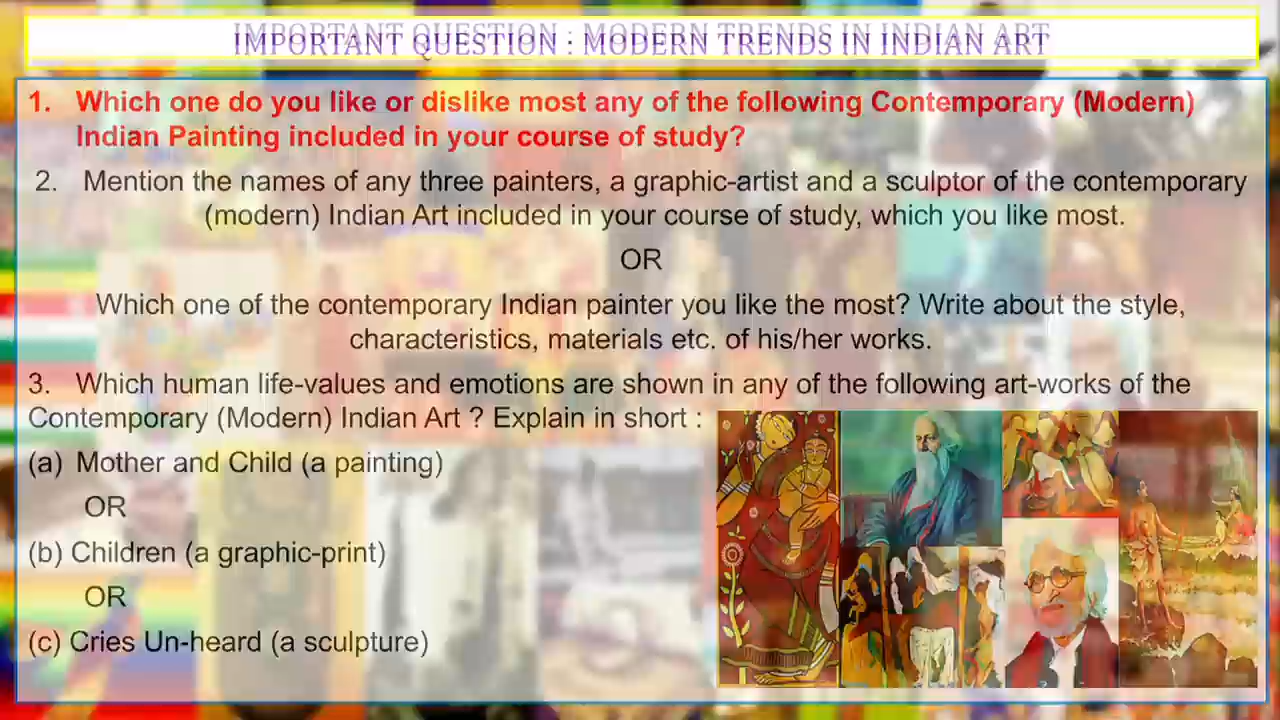 IMPORTANT QUESTION : MODERN TRENDS IN INDIAN ART
1. Which one do you like or dislike most any of the following Contemporary (Modern)
Indian Painting included in your course of study?
2. Mention the names of any three painters, a graphic-artist and a sculptor of the contemporary
(modern) Indian Art included in your course of study, which you like most.
OR
Which one of the contemporary Indian painter you like the most? Write about the style,
characteristics, materials etc. of his/her works.
3. Which human life-values and emotions are shown in any of the following art-works of the
Contemporary (Modern) Indian Art ? Explain in short :
(a) Mother and Child (a painting)
OR
(b) Children (a graphic-print)
OR
(c) Cries Un-heard (a sculpture)